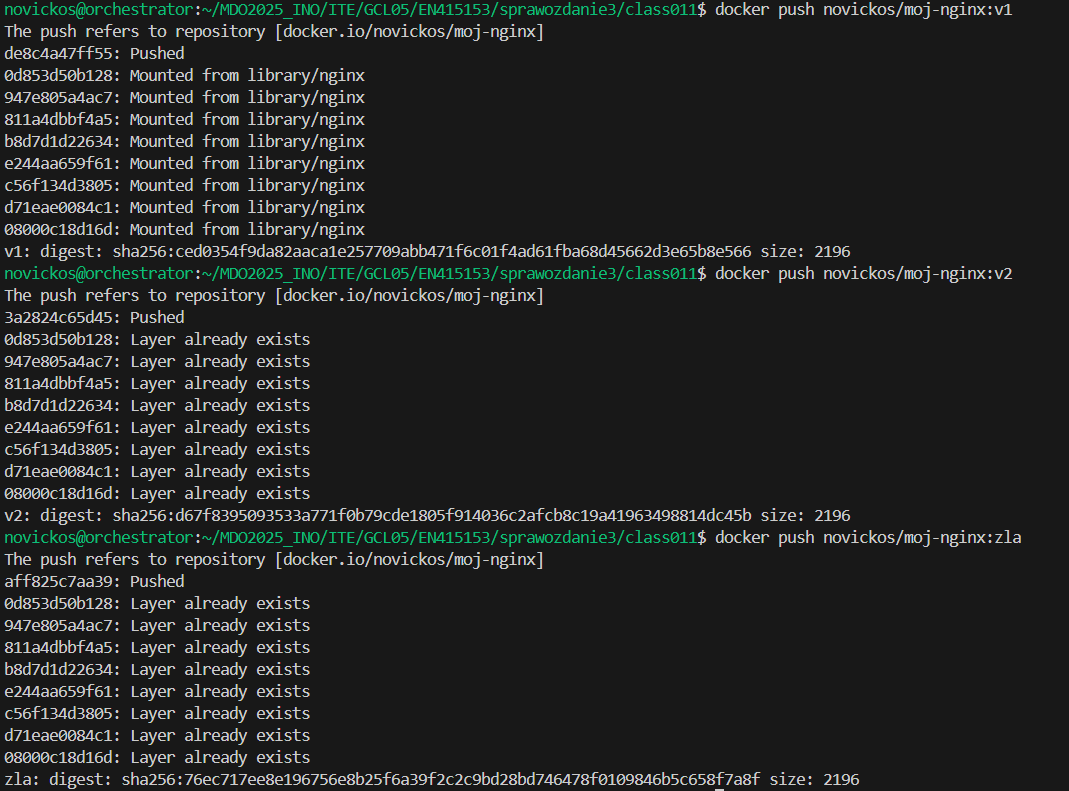 novickos@orchestrator:~/MDO2025_INO/ITE/GCL05/EN415153/sprawozdanie3/class011$ docker push novickos/moj-nginx:v1
The push refers to repository [docker.io/novickos/moj-nginx]
de8c4a47ff55: Pushed
0d853d50b128: Mounted from library/nginx
947e805a4ac7: Mounted from library/nginx
811a4dbbf4a5: Mounted from library/nginx
b8d7d1d22634: Mounted from library/nginx
e244aa659f61: Mounted from library/nginx
c56f134d3805: Mounted from library/nginx
d71eae0084c1: Mounted from library/nginx
08000c18d16d: Mounted from library/nginx
v1: digest: sha256:ced0354f9da82aaca1e257709abb471f6c01f4ad61fba68d45662d3e65b8e566 size: 2196
novickos@orchestrator:~/MDO2025_INO/ITE/GCL05/EN415153/sprawozdanie3/class011$ docker push novickos/moj-nginx:v2
The push refers to repository [docker.io/novickos/moj-nginx]
3a2824c65d45: Pushed
0d853d50b128: Layer already exists
947e805a4ac7: Layer already exists
811a4dbbf4a5: Layer already exists
b8d7d1d22634: Layer already exists
e244aa659f61: Layer already exists
c56f134d3805: Layer already exists
d71eae0084c1: Layer already exists
08000c18d16d: Layer already exists
v2: digest: sha256:d67f8395093533a771f0b79cde1805f914036c2afcb8c19a41963498814dc45b size: 2196
novickos@orchestrator:~/MDO2025_INO/ITE/GCL05/EN415153/sprawozdanie3/class011$ docker push novickos/moj-nginx:zla
The push refers to repository [docker.io/novickos/moj-nginx]
aff825c7aa39: Pushed
0d853d50b128: Layer already exists
947e805a4ac7: Layer already exists
811a4dbbf4a5: Layer already exists
b8d7d1d22634: Layer already exists
e244aa659f61: Layer already exists
c56f134d3805: Layer already exists
d71eae0084c1: Layer already exists
08000c18d16d: Layer already exists
zla: digest: sha256:76ec717ee8e196756e8b25f6a39f2c2c9bd28bd746478f0109846b5c658f7a8f size: 2196